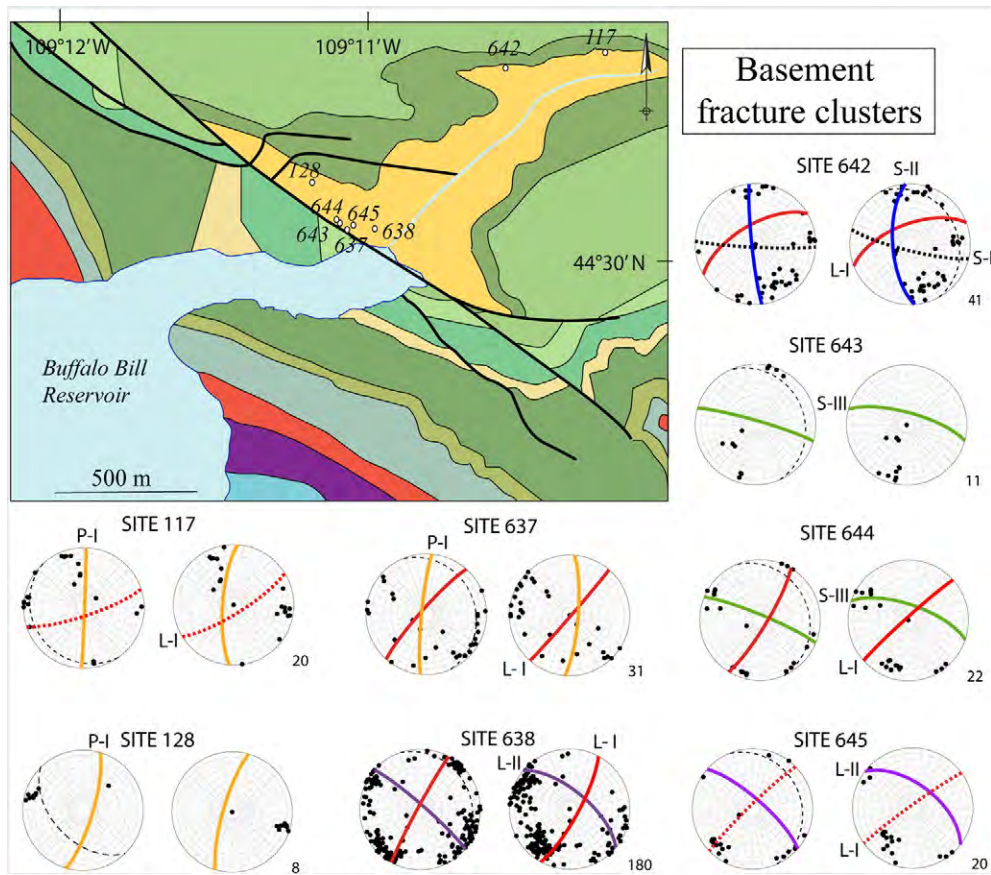 109°12'W
109°11'W
642
117
128
644
645
643
637
638
44°30'N
Buffalo Bill
Reservoir
500 m
Basement
fracture clusters
SITE 642
S-II
L-I
S-I
41
SITE 643
S-III
11
SITE 117
P-I
L-I
20
SITE 637
P-I
L-I
31
SITE 644
S-III
L-I
22
SITE 128
P-I
8
SITE 638
L-II
L-I
180
SITE 645
L-II
L-I
20